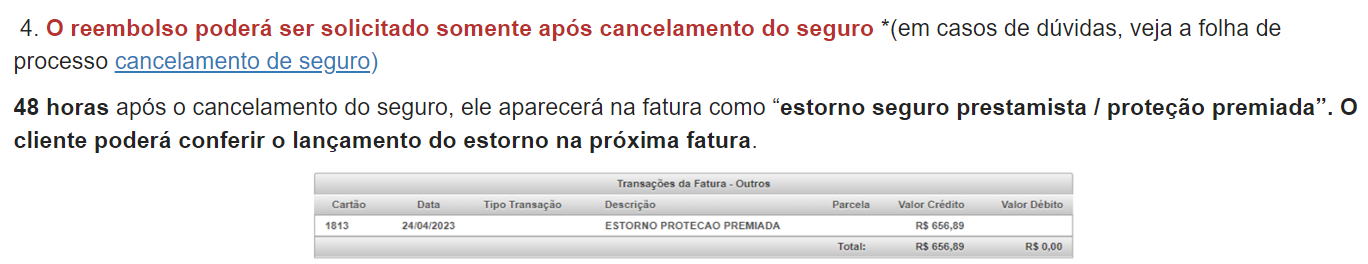 4. O reembolso poderá ser solicitado somente após cancelamento do seguro *(em casos de dúvidas, veja a folha de
processo cancelamento de seguro)
48 horas após o cancelamento do seguro, ele aparecerá na fatura como “estorno seguro prestamista / proteção premiada”. O
cliente poderá conferir o lançamento do estorno na próxima fatura.
Transações da Fatura - Outros
Cartão Data Tipo Transação Descrição Parcela Valor Crédito Valor Débito
1813 24/04/2023 ESTORNO PROTECAO PREMIADA R$ 656,89
Total: R$ 656,89 R$ 0,00